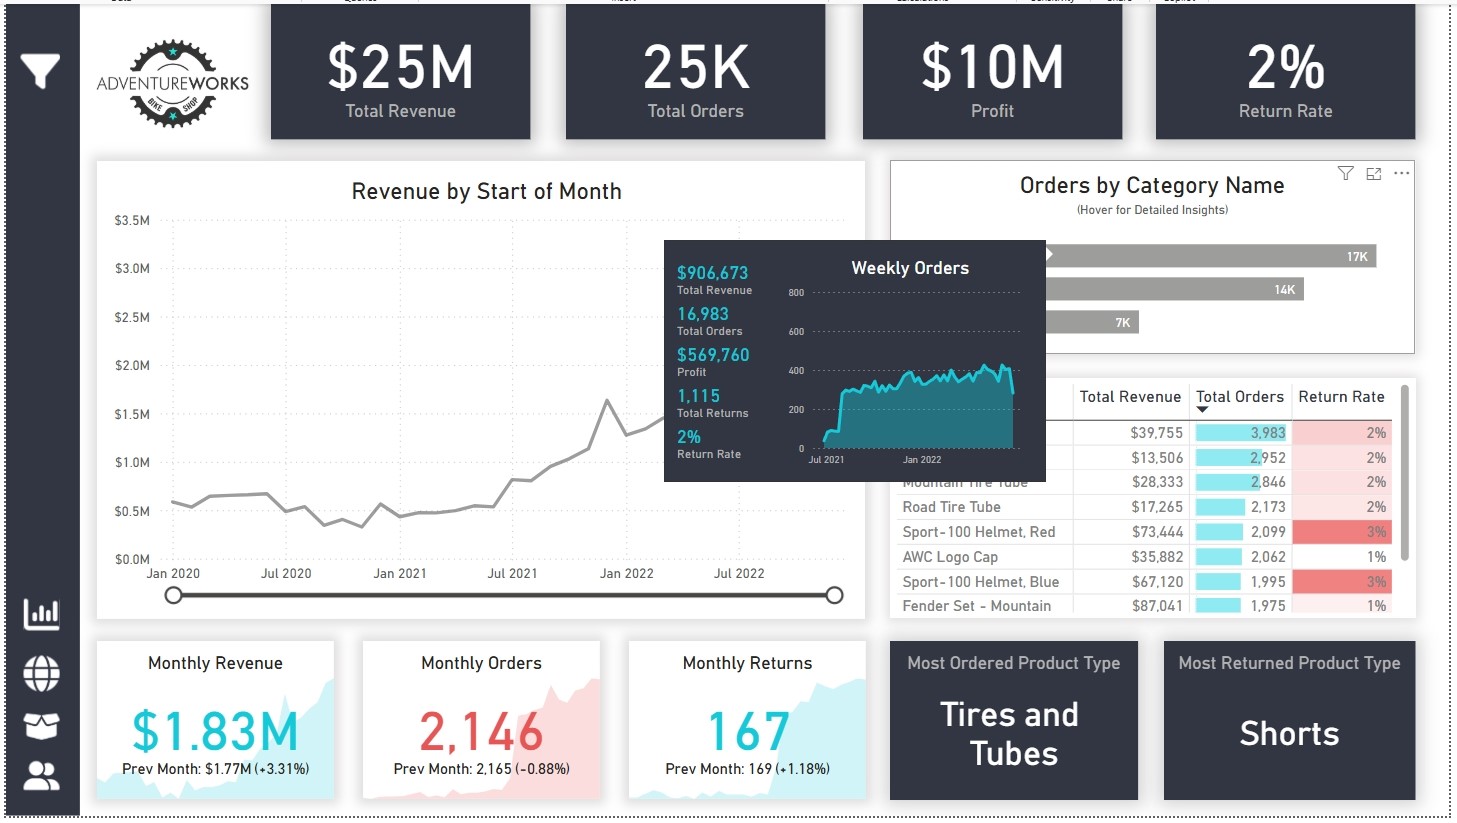 ADVENTUREWORKS
BIKE SHOP
$25M
Total Revenue
25K
Total Orders
$10M
Profit
2%
Return Rate
Revenue by Start of Month
$3.5M
$3.0M
$2.5M
$2.0M
$1.5M
$1.0M
$0.5M
$0.0M
Jan 2020 Jul 2020 Jan 2021 Jul 2021 Jan 2022 Jul 2022
Orders by Category Name
(Hover for Detailed Insights)
17K
14K
7K
$906,673
Total Revenue
16,983
Total Orders
$569,760
Profit
1,115
Total Returns
2%
Return Rate
Weekly Orders
800
600
400
200
0
Jul 2021 Jan 2022
Total Revenue Total Orders Return Rate
$39,755 3,983 2%
$13,506 2,952 2%
Mountain Tire Tube $28,333 2,846 2%
Road Tire Tube $17,265 2,173 2%
Sport-100 Helmet, Red $73,444 2,099 3%
AWC Logo Cap $35,882 2,062 1%
Sport-100 Helmet, Blue $67,120 1,995 3%
Fender Set - Mountain $87,041 1,975 1%
Monthly Revenue
$1.83M
Prev Month: $1.77M (+3.31%)
Monthly Orders
2,146
Prev Month: 2,165 (-0.88%)
Monthly Returns
167
Prev Month: 169 (+1.18%)
Most Ordered Product Type
Tires and
Tubes
Most Returned Product Type
Shorts